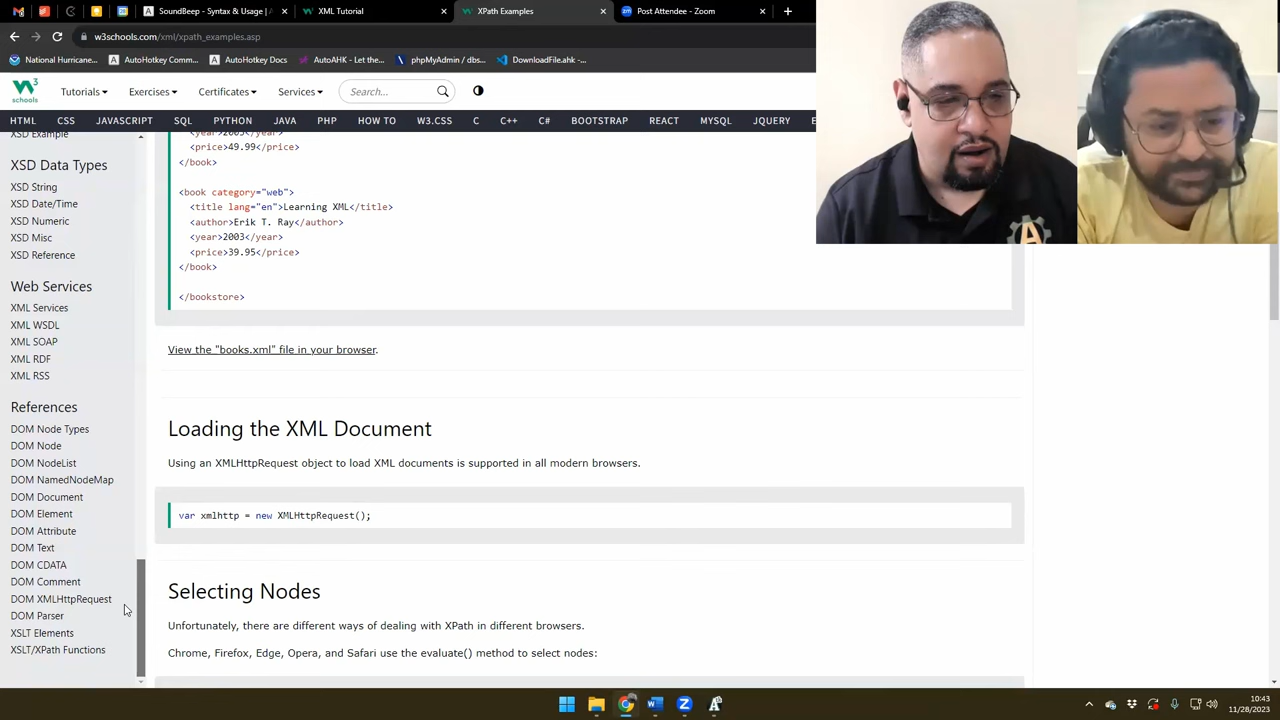 SoundBeep - Syntax & Usage | A
XML Tutorial
XPath Examples
Post Attendee - Zoom
w3schools.com/xml/xpath_examples.asp
National Hurricane...
AutoHotkey Comm...
AutoHotkey Docs
AutoAHK - Let the...
phpMyAdmin / dbs...
DownloadFile.ahk -...
W3 schools
Tutorials
Exercises
Certificates
Services
Search...
HTML CSS JAVASCRIPT SQL PYTHON JAVA PHP HOW TO W3.CSS C C++ C# BOOTSTRAP REACT MYSQL JQUERY
XSD Example
XSD Data Types
XSD String
XSD Date/Time
XSD Numeric
XSD Misc
XSD Reference
Web Services
XML Services
XML WSDL
XML SOAP
XML RDF
XML RSS
References
DOM Node Types
DOM Node
DOM NodeList
DOM NamedNodeMap
DOM Document
DOM Element
DOM Attribute
DOM Text
DOM CDATA
DOM Comment
DOM XMLHttpRequest
DOM Parser
XSLT Elements
XSLT/XPath Functions
<year>2003</year>
<price>49.99</price>
</book>
<book category="web">
<title lang="en">Learning XML</title>
<author>Erik T. Ray</author>
<year>2003</year>
<price>39.95</price>
</book>
</bookstore>
View the "books.xml" file in your browser.
Loading the XML Document
Using an XMLHttpRequest object to load XML documents is supported in all modern browsers.
var xmlhttp = new XMLHttpRequest();
Selecting Nodes
Unfortunately, there are different ways of dealing with XPath in different browsers.
Chrome, Firefox, Edge, Opera, and Safari use the evaluate() method to select nodes:
10:43
11/28/2023